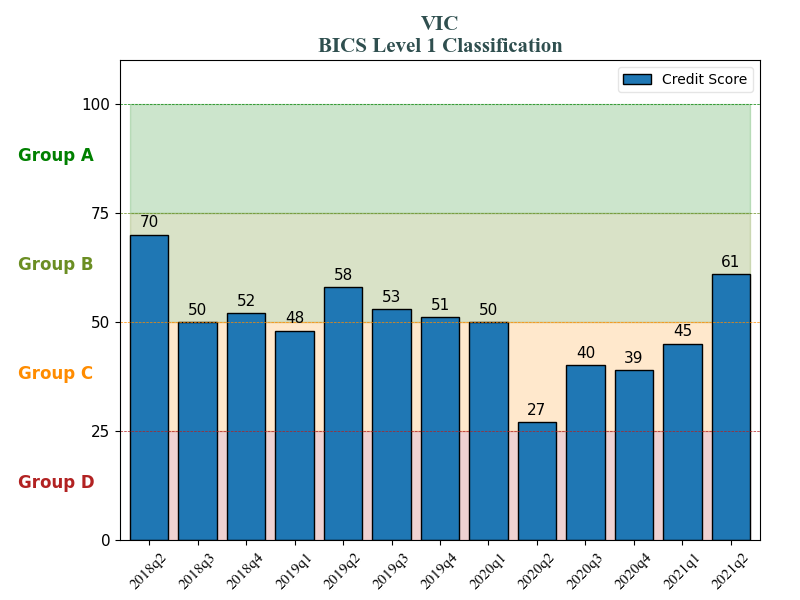 VIC
BICS Level 1 Classification
Credit Score
100
Group A
75
70
Group B
61
58
53
52
51
50
50
50
48
45
Group C
40
39
27
25
Group D
0
2018q2 2018q3 2018q4 2019q1 2019q2 2019q3 2019q4 2020q1 2020q2 2020q3 2020q4 2021q1 2021q2